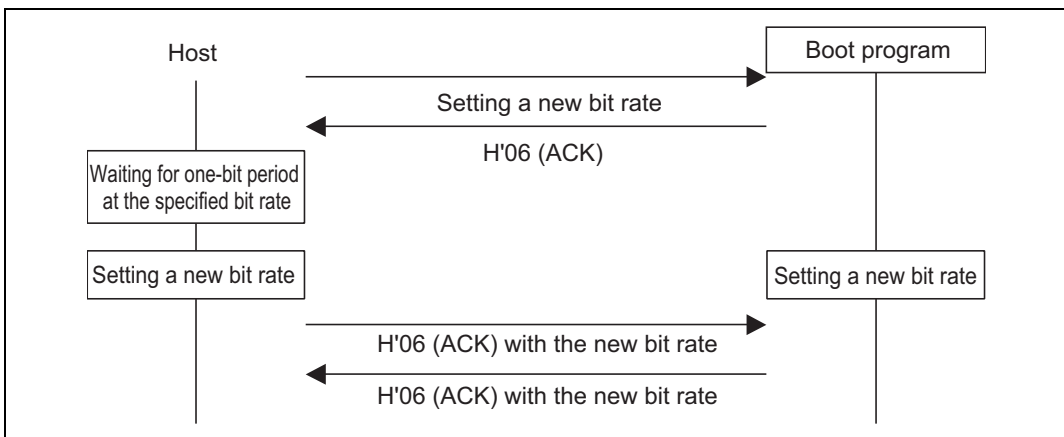 Host
Boot program
Setting a new bit rate
H'06 (ACK)
Waiting for one-bit period
at the specified bit rate
Setting a new bit rate
Setting a new bit rate
H'06 (ACK) with the new bit rate
H'06 (ACK) with the new bit rate